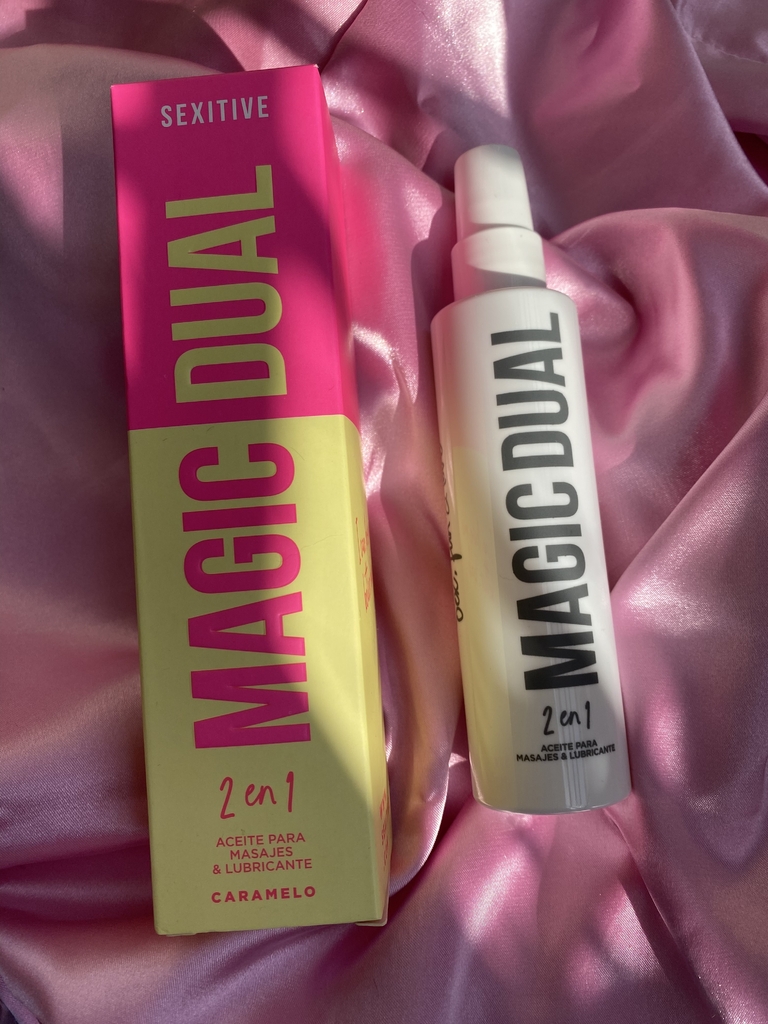 SEXITIVE
MAGIC DUAL
2 en 1
ACEITE PARA
MASAJES
& LUBRICANTE
CARAMELO
MAGIC DUAL
2 en 1
ACEITE PARA
MASAJES & LUBRICANTE